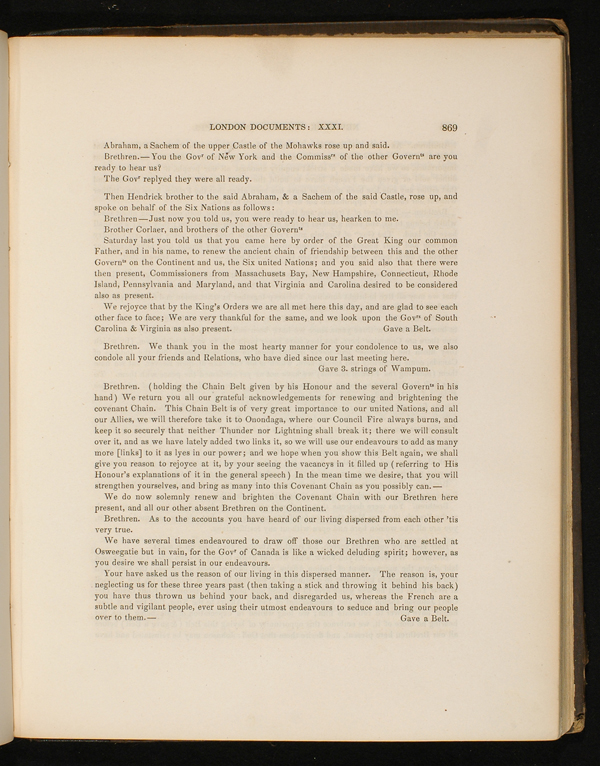 LONDON DOCUMENTS: XXXI. 869
Abraham, a Sachem of the upper Castle of the Mohawks rose up and said.
Brethren.— You the Govr of New York and the Commissrs of the other Governts are you
ready to hear us?
The Govr replyed they were all ready.
Then Hendrick brother to the said Abraham, & a Sachem of the said Castle, rose up, and
spoke on behalf of the Six Nations as follows:
Brethren—Just now you told us, you were ready to hear us, hearken to me.
Brother Corlaer, and brothers of the other Governts
Saturday last you told us that you came here by order of the Great King our common
Father, and in his name, to renew the ancient chain of friendship between this and the other
Governts on the Continent and us, the Six united Nations; and you said also that there were
then present, Commissioners from Massachusets Bay, New Hampshire, Connecticut, Rhode
Island, Pennsylvania and Maryland, and that Virginia and Carolina desired to be considered
also as present.
We rejoyce that by the King's Orders we are all met here this day, and are glad to see each
other face to face; We are very thankful for the same, and we look upon the Govrs of South
Carolina & Virginia as also present. Gave a Belt.
Brethren. We thank you in the most hearty manner for your condolence to us, we also
condole all your friends and Relations, who have died since our last meeting here.
Gave 3. strings of Wampum.
Brethren. (holding the Chain Belt given by his Honour and the several Governts in his
hand) We return you all our grateful acknowledgements for renewing and brightening the
covenant Chain. This Chain Belt is of very great importance to our united Nations, and all
our Allies, we will therefore take it to Onondaga, where our Council Fire always burns, and
keep it so securely that neither Thunder nor Lightning shall break it; there we will consult
over it, and as we have lately added two links it, so we will use our endeavours to add as many
more [links] to it as lyes in our power; and we hope when you show this Belt again, we shall
give you reason to rejoyce at it, by your seeing the vacancys in it filled up (referring to His
Honour's explanations of it in the general speech) In the mean time we desire, that you will
strengthen yourselves, and bring as many into this Covenant Chain as you possibly can.—
We do now solemnly renew and brighten the Covenant Chain with our Brethren here
present, and all our other absent Brethren on the Continent.
Brethren. As to the accounts you have heard of our living dispersed from each other 'tis
very true.
We have several times endeavoured to draw off those our Brethren who are settled at
Osweegatie but in vain, for the Govr of Canada is like a wicked deluding spirit; however, as
you desire we shall persist in our endeavours.
Your have asked us the reason of our living in this dispersed manner. The reason is, your
neglecting us for these three years past (then taking a stick and throwing it behind his back)
you have thus thrown us behind your back, and disregarded us, whereas the French are a
subtle and vigilant people, ever using their utmost endeavours to seduce and bring our people
over to them.— Gave a Belt.